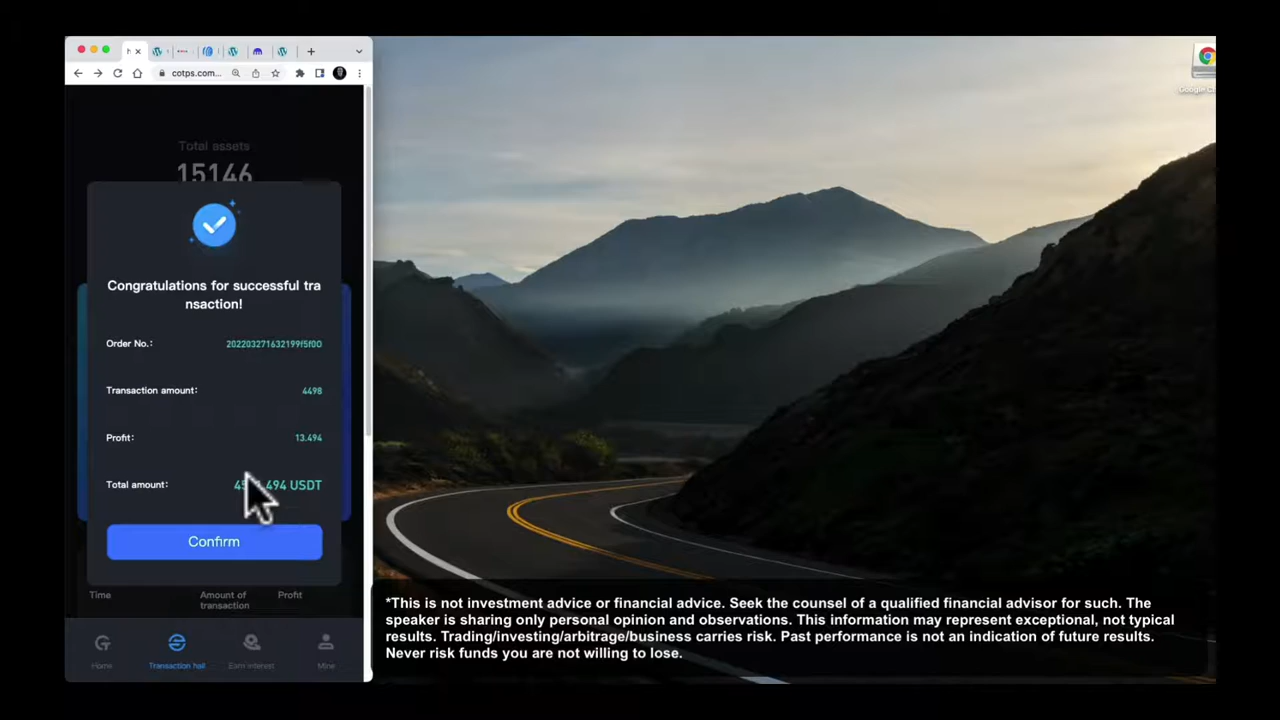 cotps.com...
Total assets
15146
Congratulations for successful tra
nsaction!
Order No.:
202203271632199f5f00
Transaction amount:
4498
Profit:
13.494
Total amount:
USDT
Confirm
Time
Amount of
transaction
Profit
Home
Transaction hall
Earn interest
Mine
*This is not investment advice or financial advice. Seek the counsel of a qualified financial advisor for such. The
speaker is sharing only personal opinion and observations. This information may represent exceptional, not typical
results. Trading/investing/arbitrage/business carries risk. Past performance is not an indication of future results.
Never risk funds you are not willing to lose.